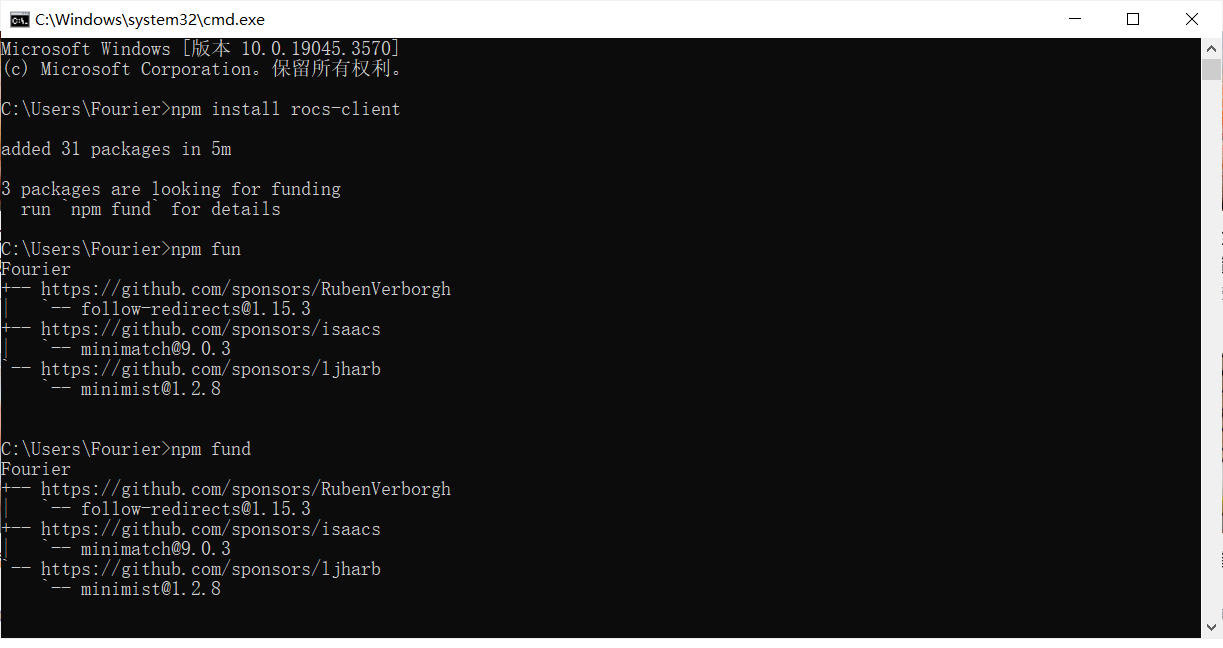 C:\Windows\system32\cmd.exe
Microsoft Windows [版本 10.0.19045.3570]
(c) Microsoft Corporation。保留所有权利。
C:\Users\Fourier>npm install rocs-client
added 31 packages in 5m
3 packages are looking for funding
  run `npm fund` for details
C:\Users\Fourier>npm fun
Fourier
+-- https://github.com/sponsors/RubenVerborgh
|   `-- follow-redirects@1.15.3
+-- https://github.com/sponsors/isaacs
|   `-- minimatch@9.0.3
`-- https://github.com/sponsors/ljharb
    `-- minimist@1.2.8
C:\Users\Fourier>npm fund
Fourier
+-- https://github.com/sponsors/RubenVerborgh
|   `-- follow-redirects@1.15.3
+-- https://github.com/sponsors/isaacs
|   `-- minimatch@9.0.3
`-- https://github.com/sponsors/ljharb
    `-- minimist@1.2.8